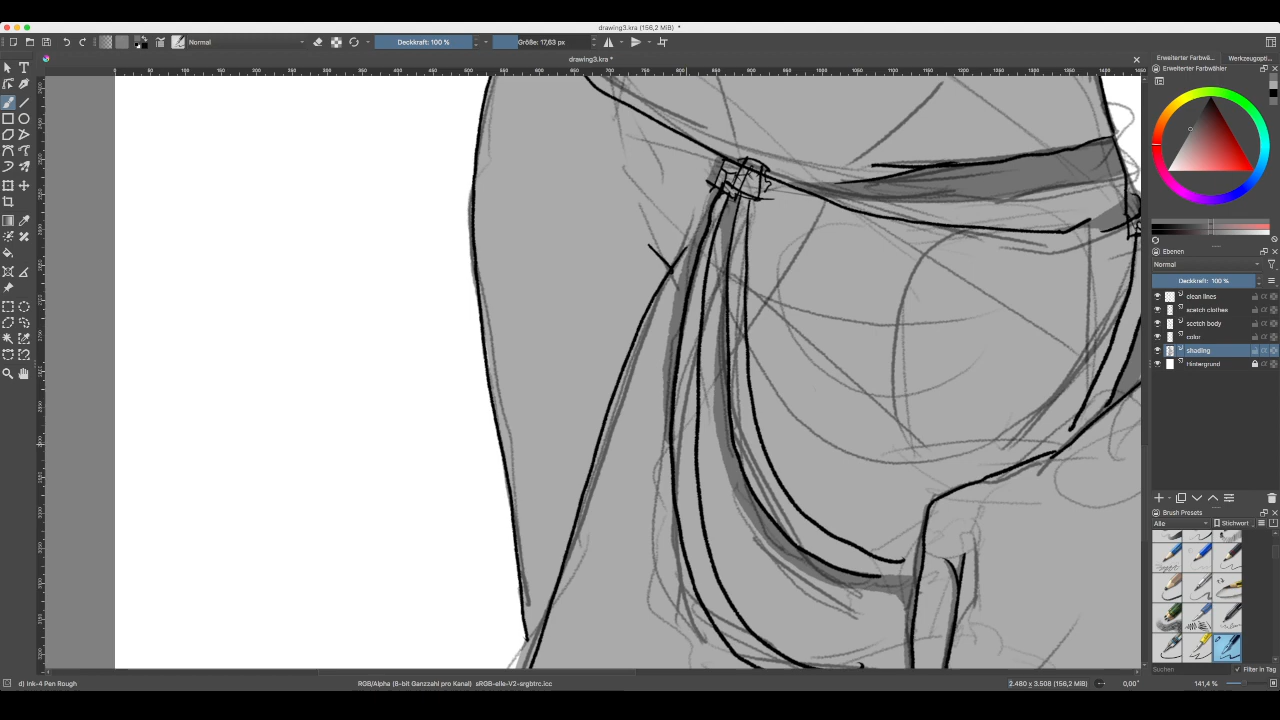 drawing3.kra (156,2 MiB) *
Normal
Deckkraft: 100 %
Größe: 17,63 px
drawing3.kra *
Erweiterter Farbwä...
Werkzeugopti...
Erweiterter Farbwähler
Ebenen
Normal
Deckkraft: 100 %
clean lines
scetch clothes
scetch body
color
shading
Hintergrund
Brush Presets
Alle
Stichwort
Suchen
Filter in Tag
d) Ink-4 Pen Rough
RGB/Alpha (8-bit Ganzzahl pro Kanal) sRGB-elle-V2-srgbtrc.icc
2.480 x 3.508 (156,2 MiB)
0,00°
141,4 %